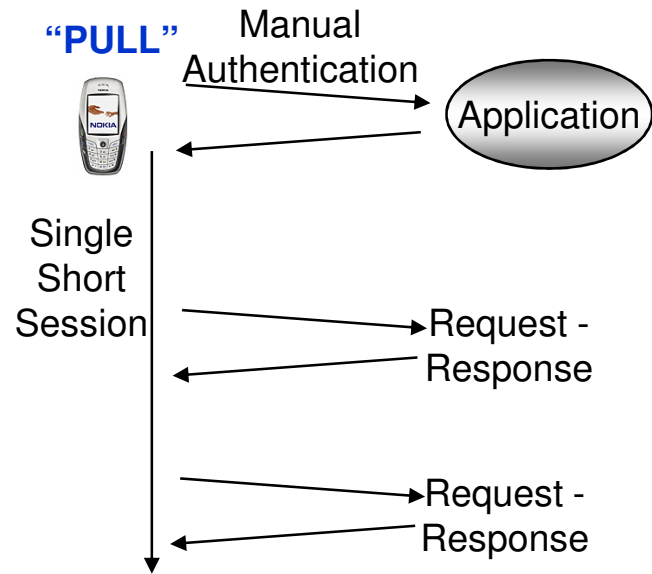 “PULL”
Manual
Authentication
NOKIA
Application
Single
Short
Session
Request -
Response
Request -
Response